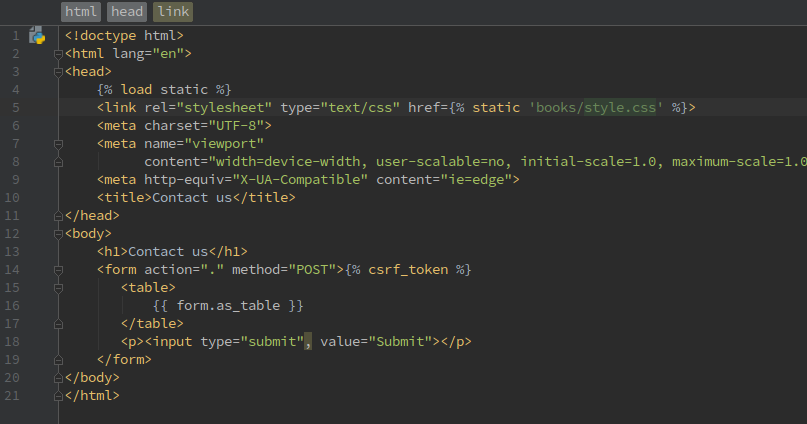 html head link
1 <!doctype html>
2 <html lang="en">
3 <head>
4 {% load static %}
5 <link rel="stylesheet" type="text/css" href={% static 'books/style.css' %}>
6 <meta charset="UTF-8">
7 <meta name="viewport"
8 content="width=device-width, user-scalable=no, initial-scale=1.0, maximum-scale=1.0
9 <meta http-equiv="X-UA-Compatible" content="ie=edge">
10 <title>Contact us</title>
11 </head>
12 <body>
13 <h1>Contact us</h1>
14 <form action="." method="POST">{% csrf_token %}
15 <table>
16 {{ form.as_table }}
17 </table>
18 <p><input type="submit", value="Submit"></p>
19 </form>
20 </body>
21 </html>